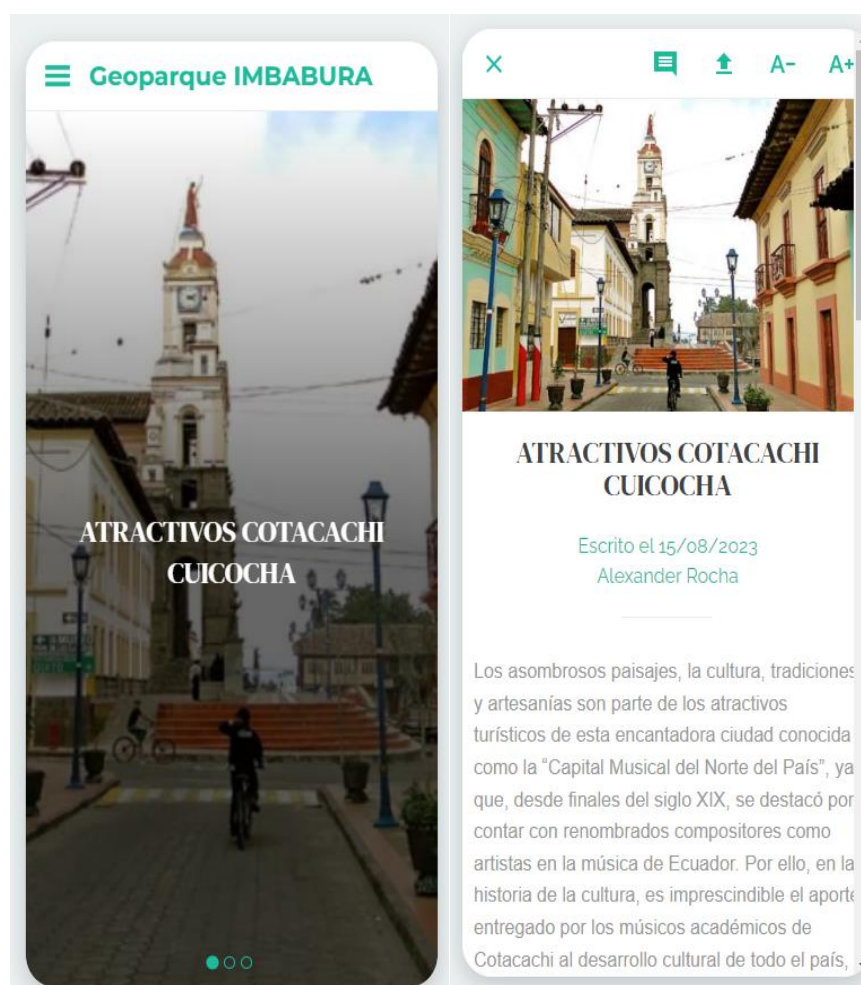 Geoparque IMBABURA
ATRACTIVOS COTACACHI
CUICOCHA
A- A+
ATRACTIVOS COTACACHI
CUICOCHA
Escrito el 15/08/2023
Alexander Rocha
Los asombrosos paisajes, la cultura, tradiciones
y artesanías son parte de los atractivos
turísticos de esta encantadora ciudad conocida
como la “Capital Musical del Norte del País”, ya
que, desde finales del siglo XIX, se destacó por
contar con renombrados compositores como
artistas en la música de Ecuador. Por ello, en la
historia de la cultura, es imprescindible el aporte
entregado por los músicos académicos de
Cotacachi al desarrollo cultural de todo el país,